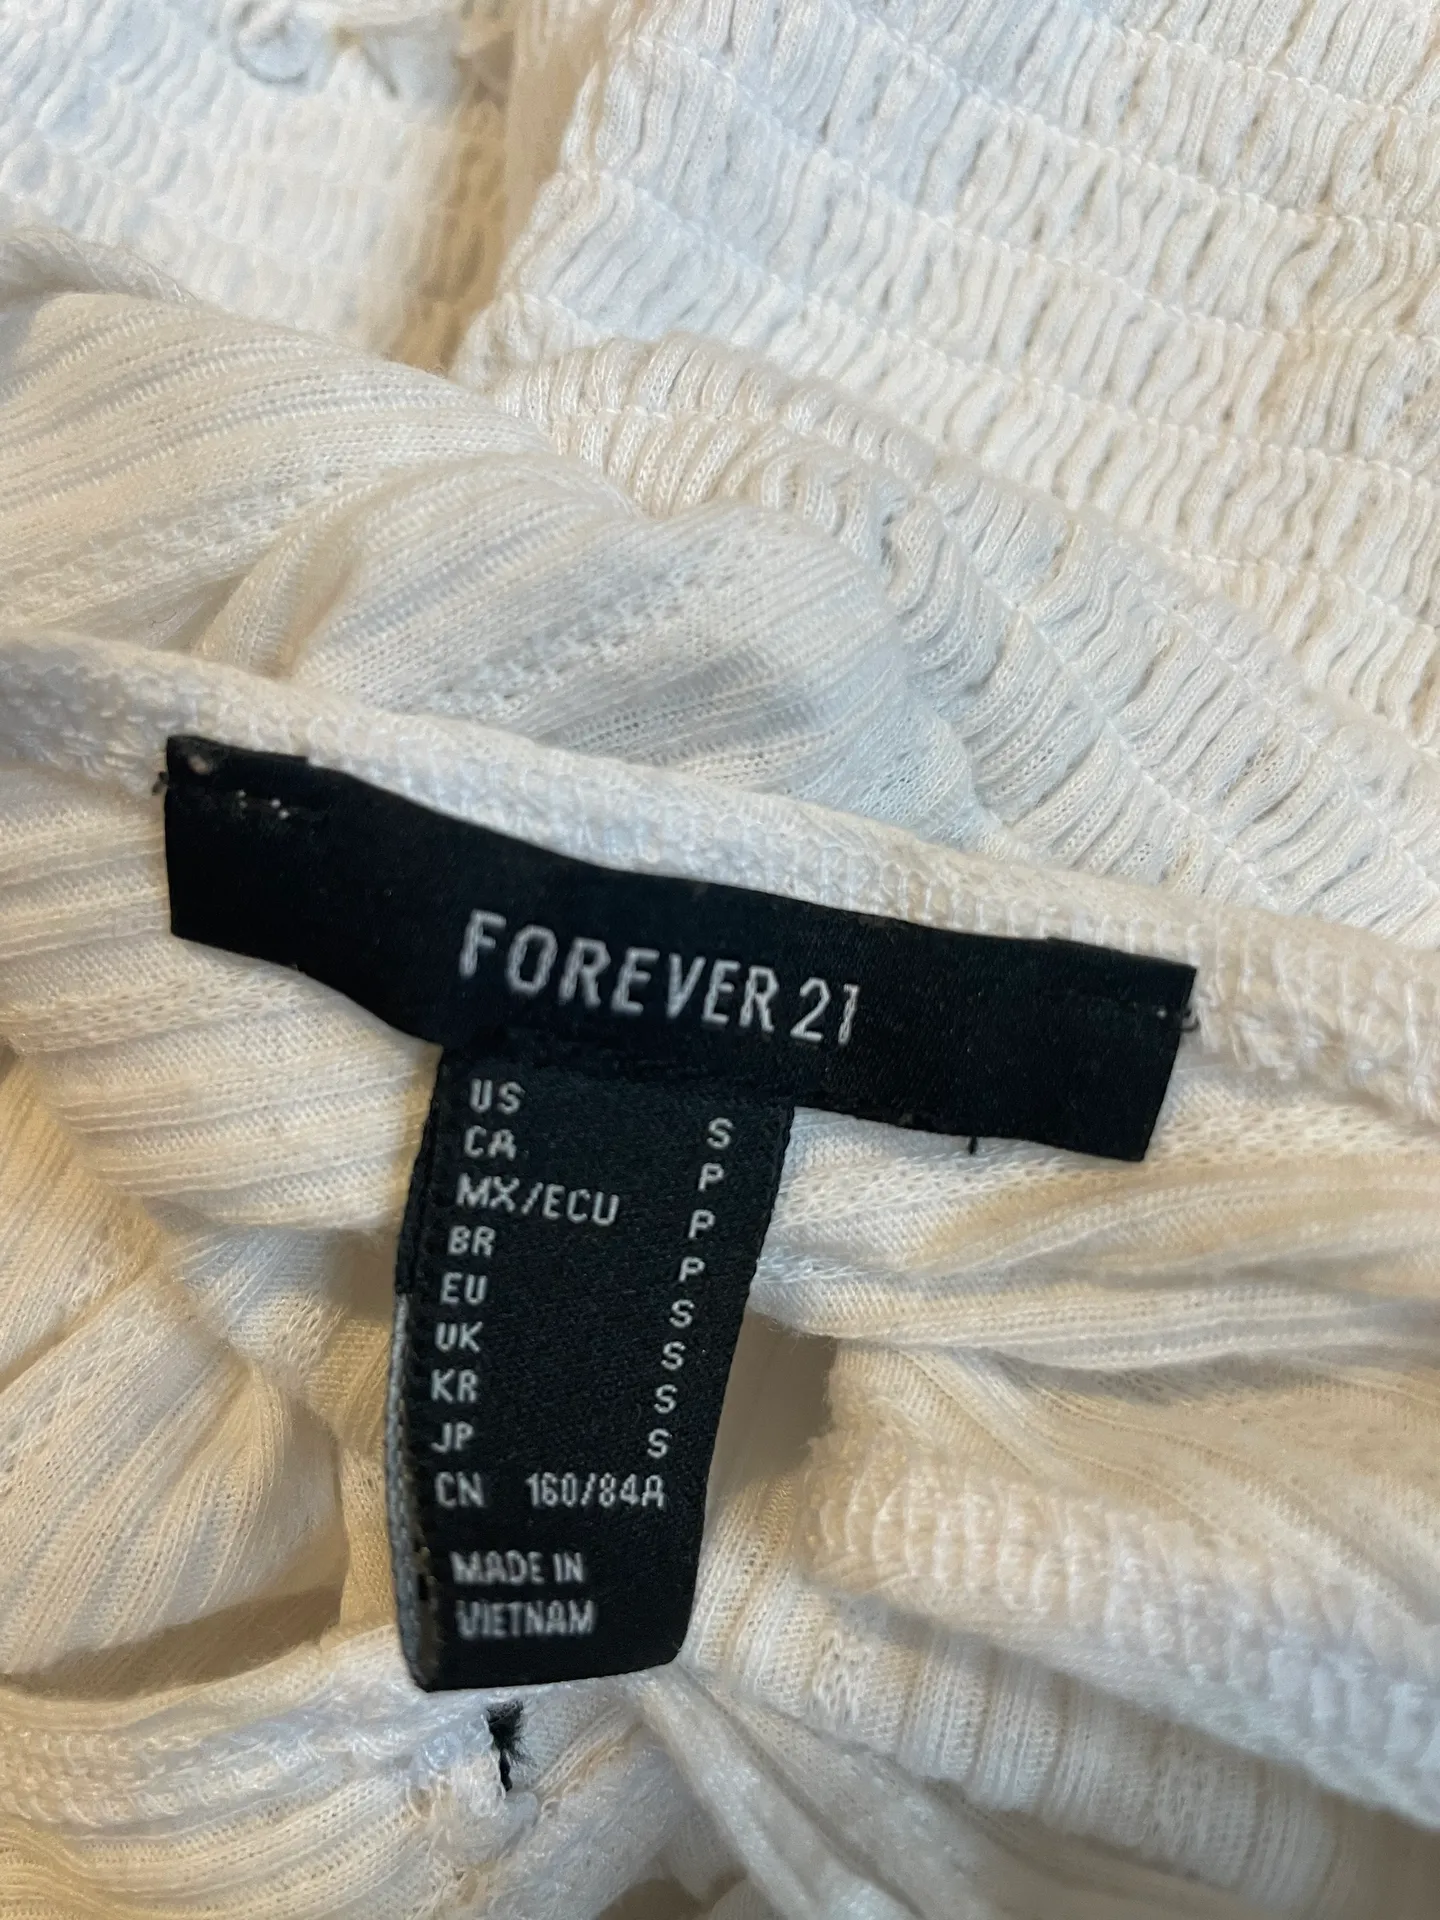 FOREVER 21
US S
CA P
MX/ECU P
BR P
EU S
UK S
KR S
JP S
CN 160/84A
MADE IN
VIETNAM